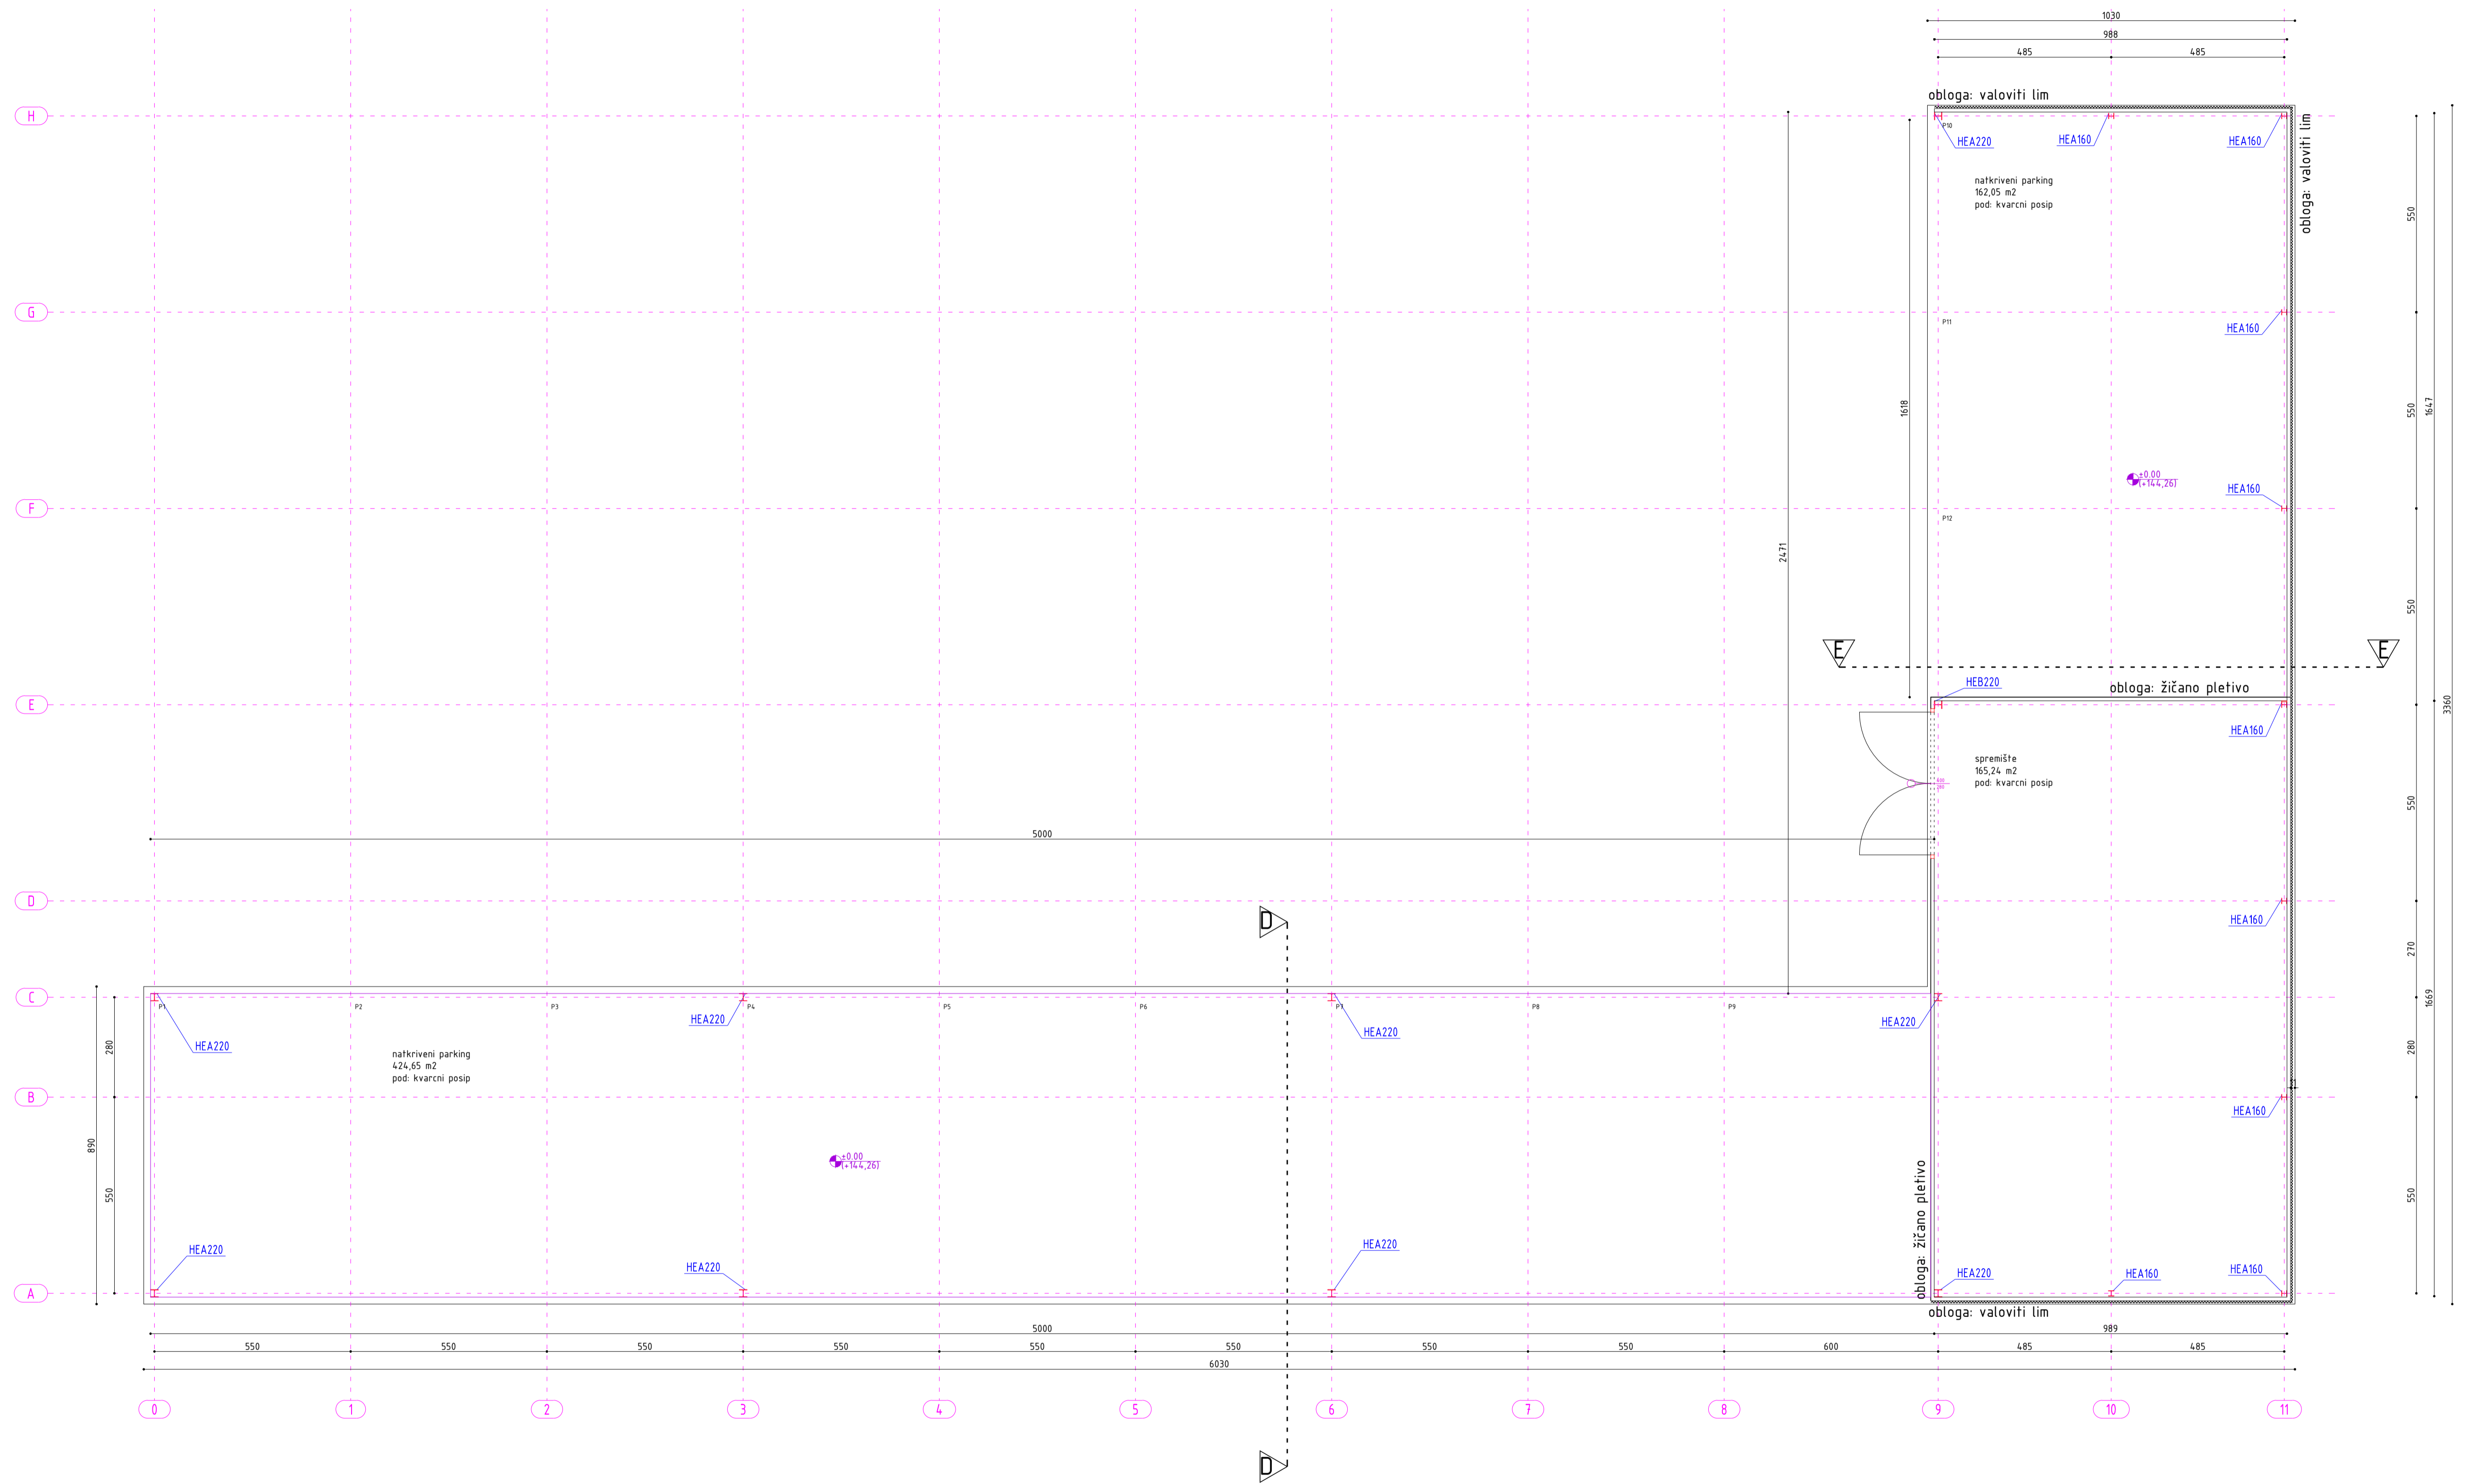 1030
988
485
485
obloga: valoviti lim
H
P10
HEA220
HEA160
HEA160
obloga: valoviti lim
natkriveni parking
162,05 m2
pod: kvarcni posip
550
G
P11
HEA160
1618
550
1647
2471
HEA160
±0.00
(+144,26)
F
P12
550
E
E
HEB220
obloga: žičano pletivo
3360
E
HEA160
spremište
165,24 m2
pod: kvarcni posip
550
5000
D
D
HEA160
270
C
P1
P2
P3
P4
P5
P6
P7
P8
P9
1669
HEA220
HEA220
HEA220
HEA220
280
280
natkriveni parking
424,65 m2
pod: kvarcni posip
B
HEA160
890
±0.00
(+144,26)
550
550
obloga: žičano pletivo
HEA220
HEA220
HEA220
HEA220
HEA160
HEA160
A
obloga: valoviti lim
5000
989
550
550
550
550
550
550
550
550
600
485
485
6030
0
1
2
3
4
5
6
7
8
9
10
11
D